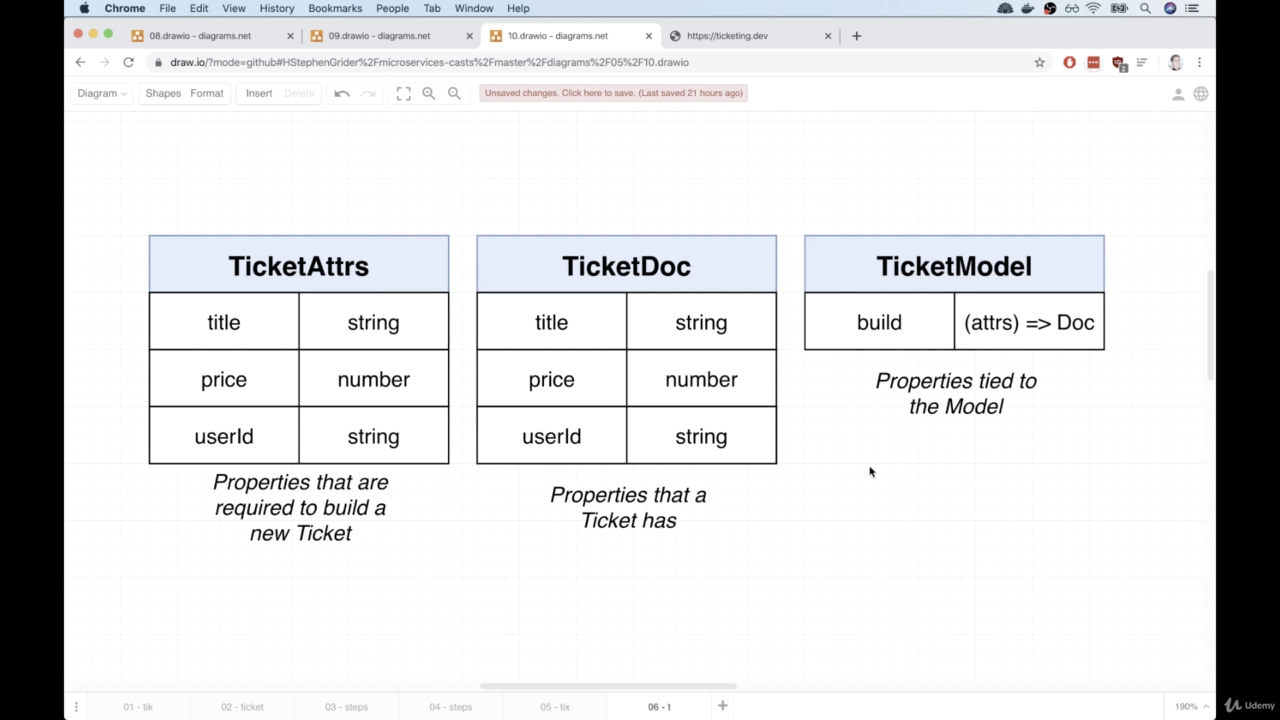 Chrome File Edit View History Bookmarks People Tab Window Help
08.drawio - diagrams.net
09.drawio - diagrams.net
10.drawio - diagrams.net
https://ticketing.dev
draw.io/?mode=github#HStephenGrider%2Fmicroservices-casts%2Fmaster%2Fdiagrams%2F05%2F10.drawio
Diagram Shapes Format Insert Delete Unsaved changes. Click here to save. (Last saved 21 hours ago)
TicketAttrs
title string
price number
userId string
Properties that are
required to build a
new Ticket
TicketDoc
title string
price number
userId string
Properties that a
Ticket has
TicketModel
build (attrs) => Doc
Properties tied to
the Model
01 - tik 02 - ticket 03 - steps 04 - steps 05 - tix 06 - t 190%
Udemy